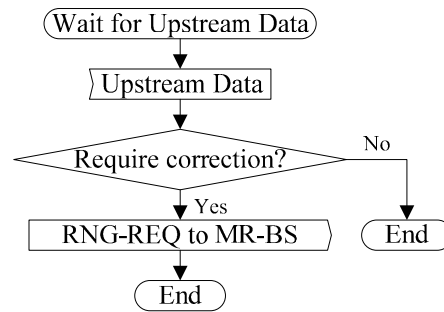 Wait for Upstream Data
Upstream Data
Require correction?
No
Yes
RNG-REQ to MR-BS
End
End